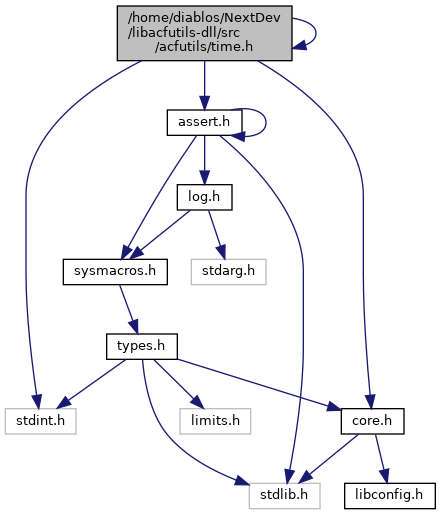 /home/diablos/NextDev
/libacfutils-dll/src
/acfutils/time.h
assert.h
log.h
sysmacros.h
stdarg.h
types.h
stdint.h
limits.h
core.h
stdlib.h
libconfig.h